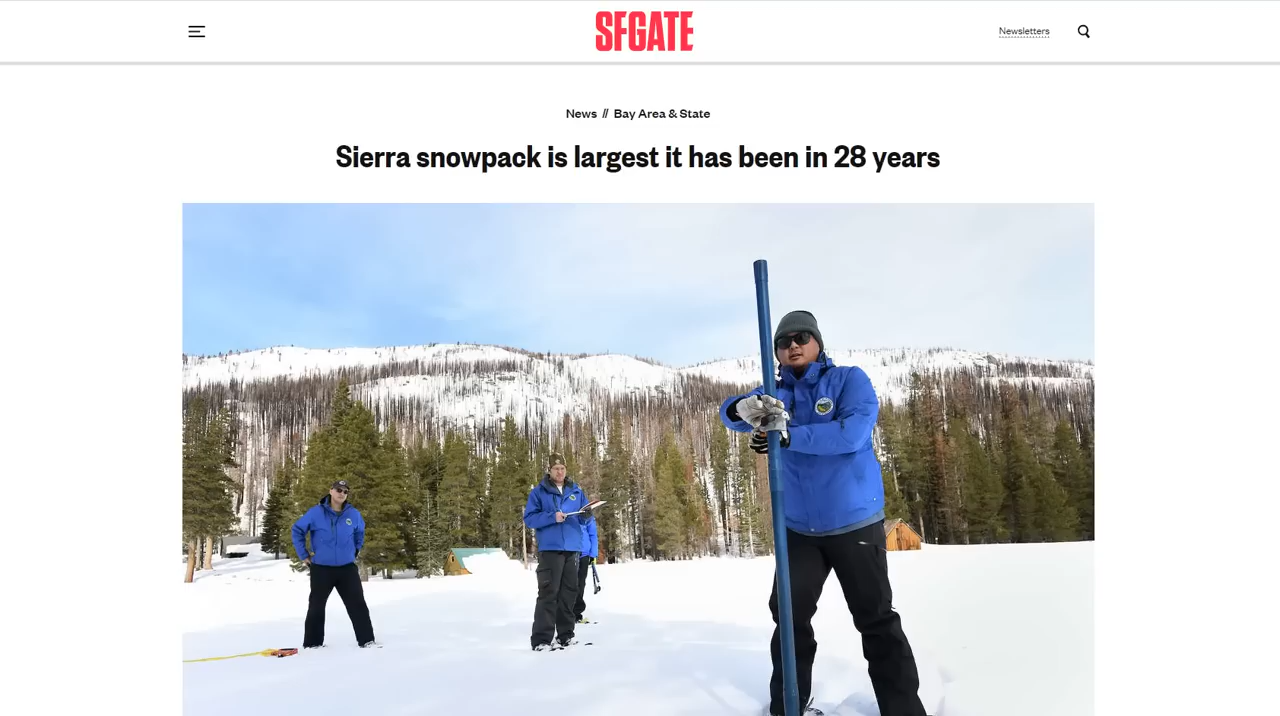 SFGATE
Newsletters
News // Bay Area & State
Sierra snowpack is largest it has been in 28 years